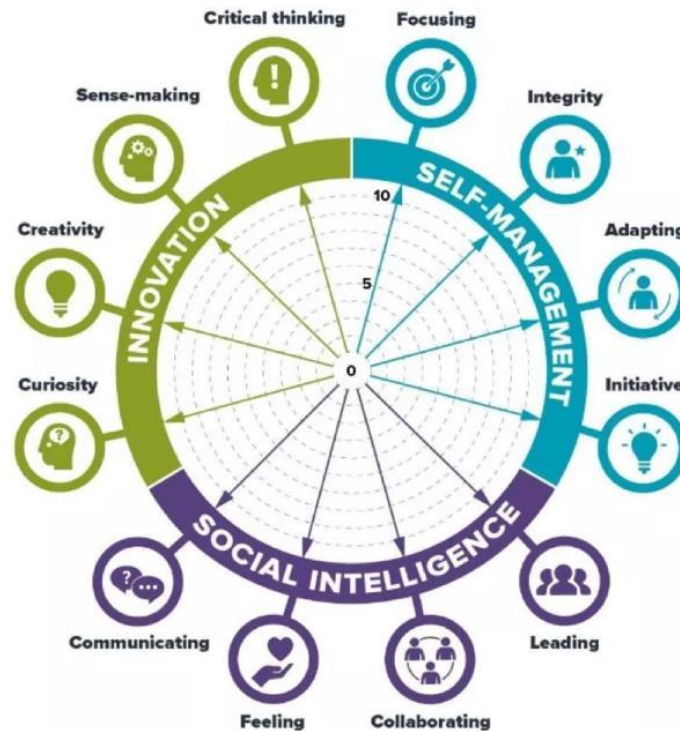 Critical thinking
Focusing
Sense-making
Integrity
Creativity
Adapting
Curiosity
Initiative
Communicating
Leading
Feeling
Collaborating
INNOVATION
SELF-MANAGEMENT
SOCIAL INTELLIGENCE
10
5
0
?
!
?